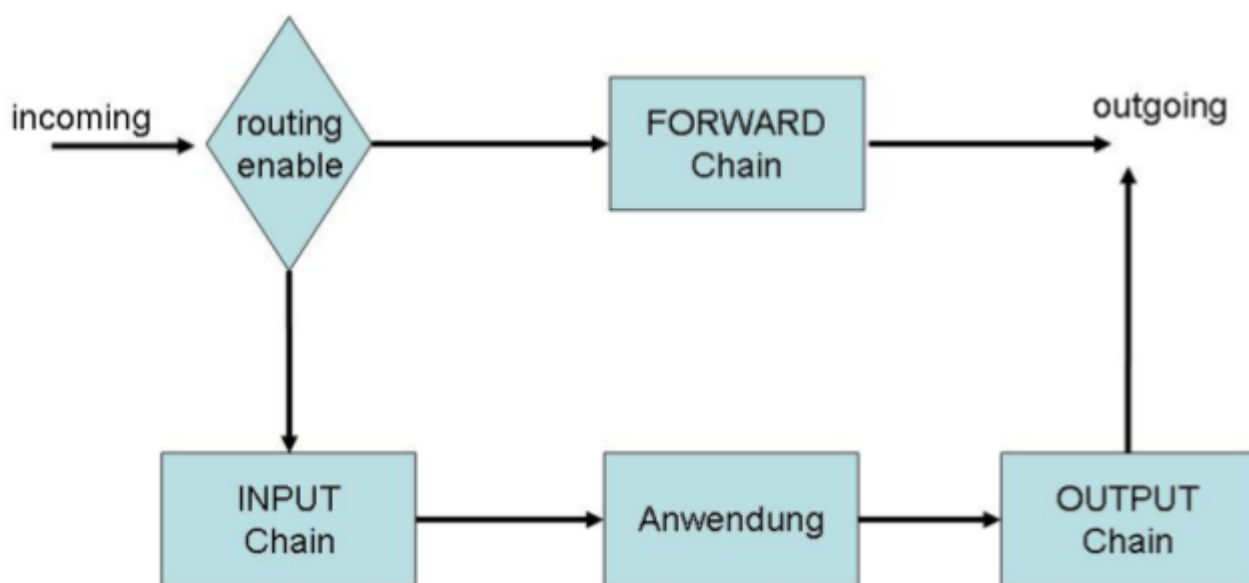 incoming
routing
enable
FORWARD
Chain
outgoing
INPUT
Chain
Anwendung
OUTPUT
Chain